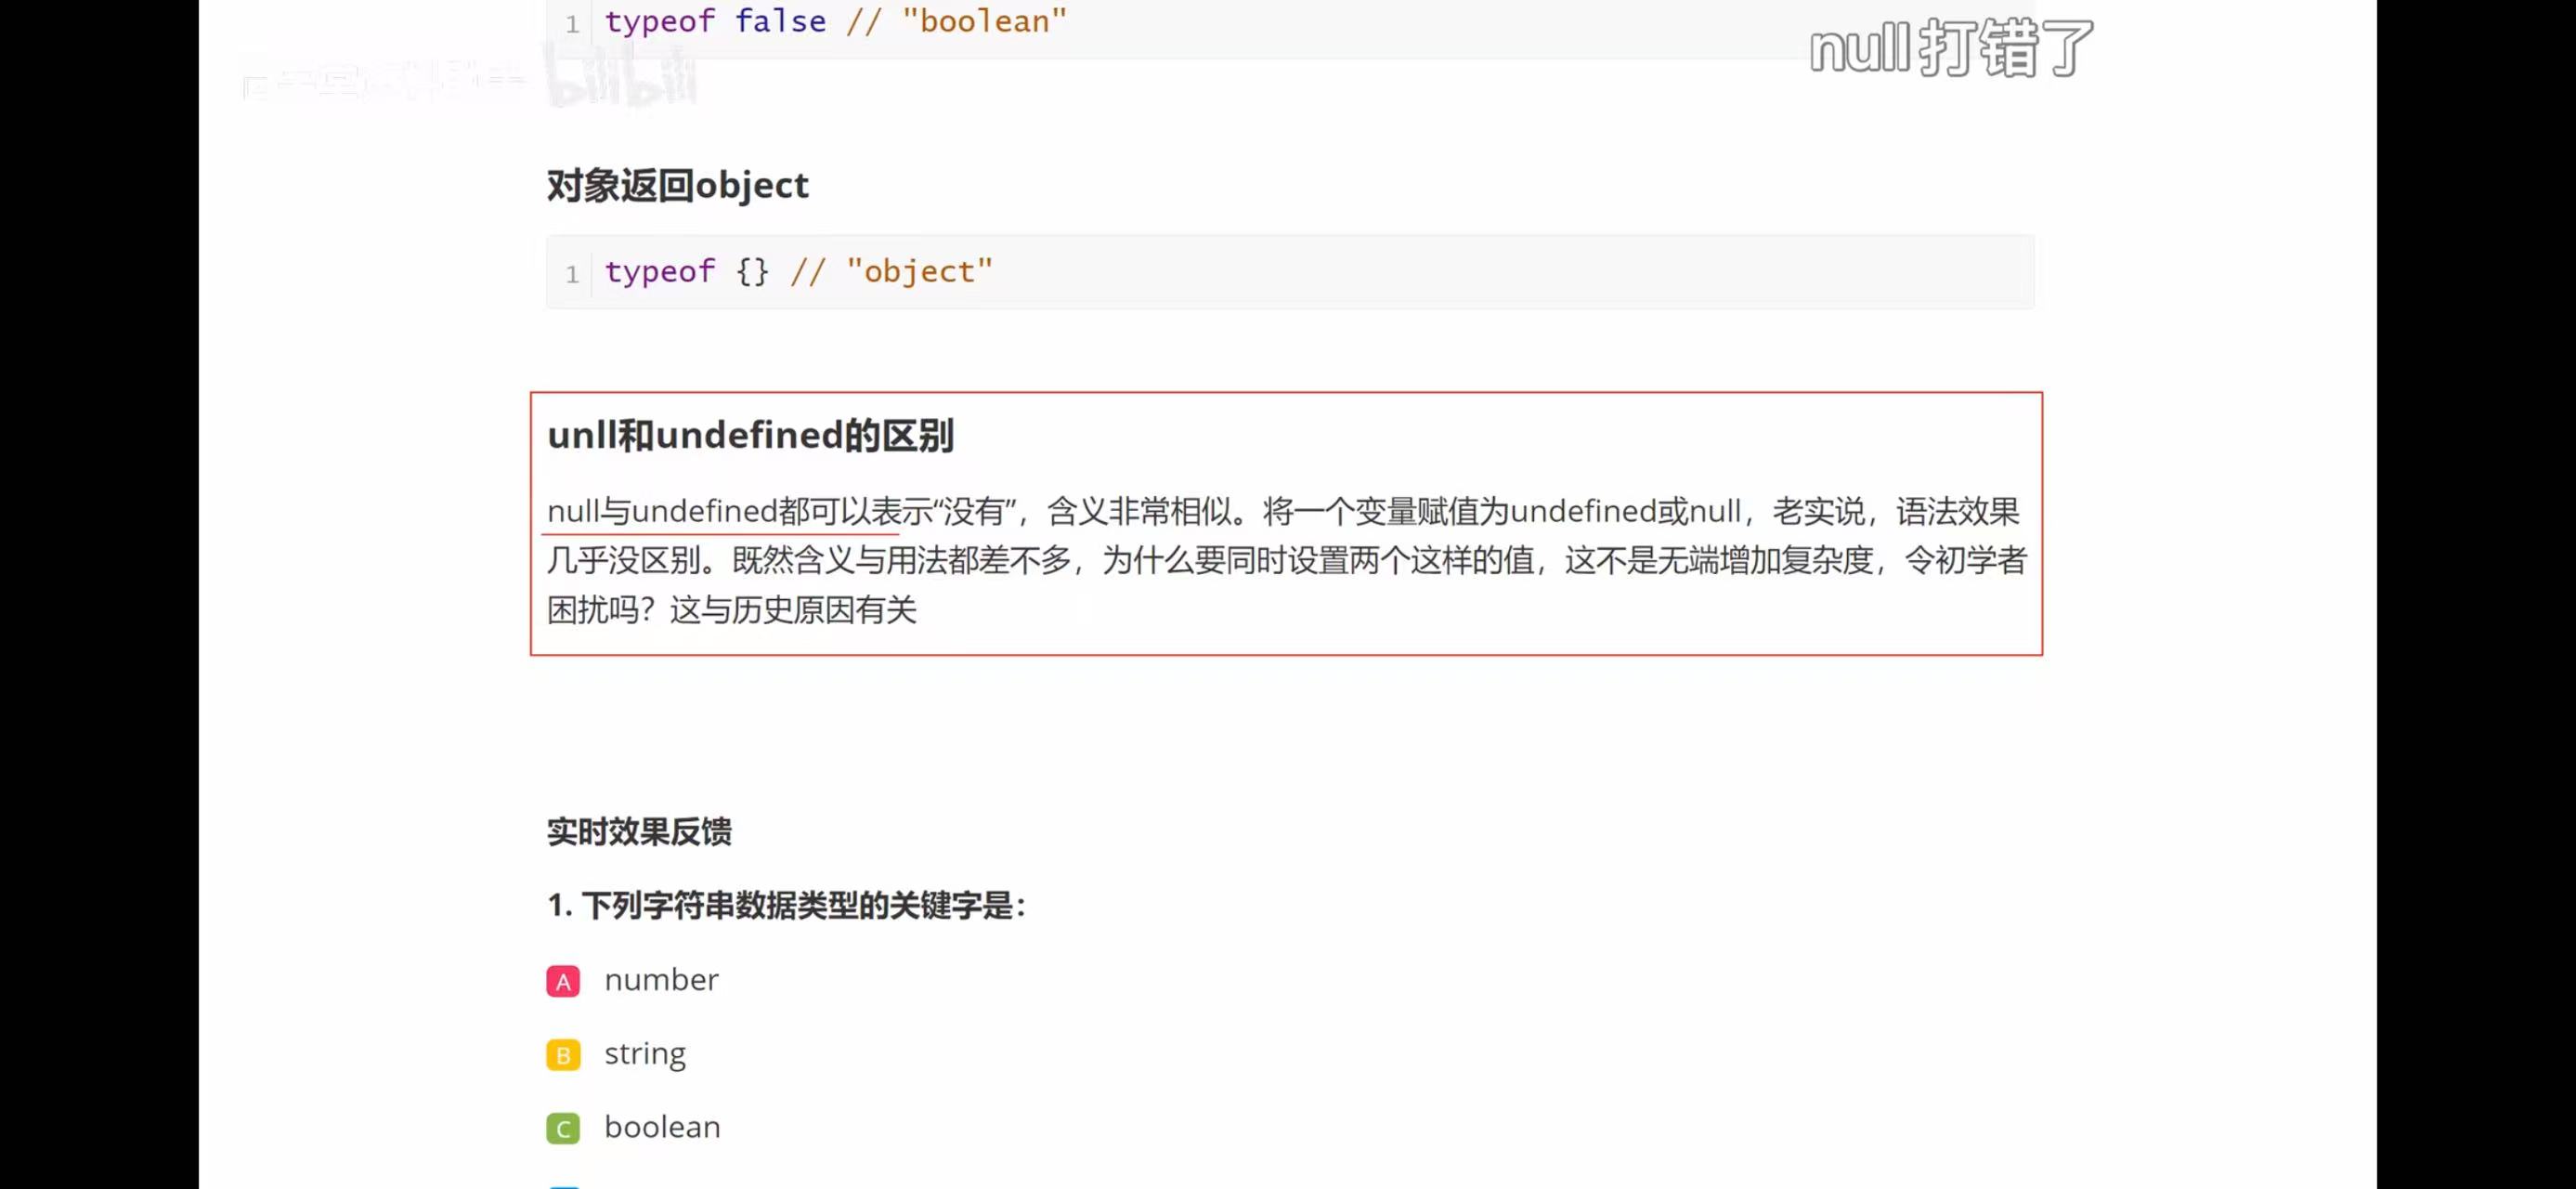 1 typeof false // "boolean"
null打错了
bilibili
对象返回object
1 typeof {} // "object"
unll和undefined的区别
null与undefined都可以表示“没有”，含义非常相似。将一个变量赋值为undefined或null，老实说，语法效果
几乎没区别。既然含义与用法都差不多，为什么要同时设置两个这样的值，这不是无端增加复杂度，令初学者
困扰吗？这与历史原因有关
实时效果反馈
1. 下列字符串数据类型的关键字是：
A number
B string
C boolean